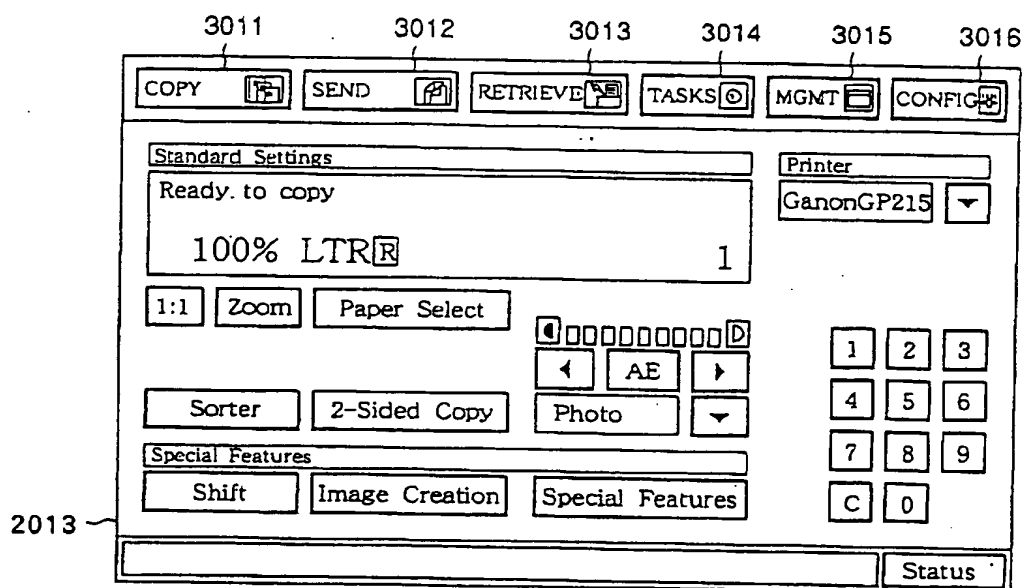 3011 3012 3013 3014 3015 3016
COPY SEND RETRIEVE TASKS MGMT CONFIG
Standard Settings
Printer
Ready. to copy
GanonGP215
100% LTR R 1
1:1 Zoom Paper Select
1 2 3
AE
4 5 6
Sorter 2-Sided Copy Photo
7 8 9
Special Features
Shift Image Creation Special Features
C 0
2013
Status